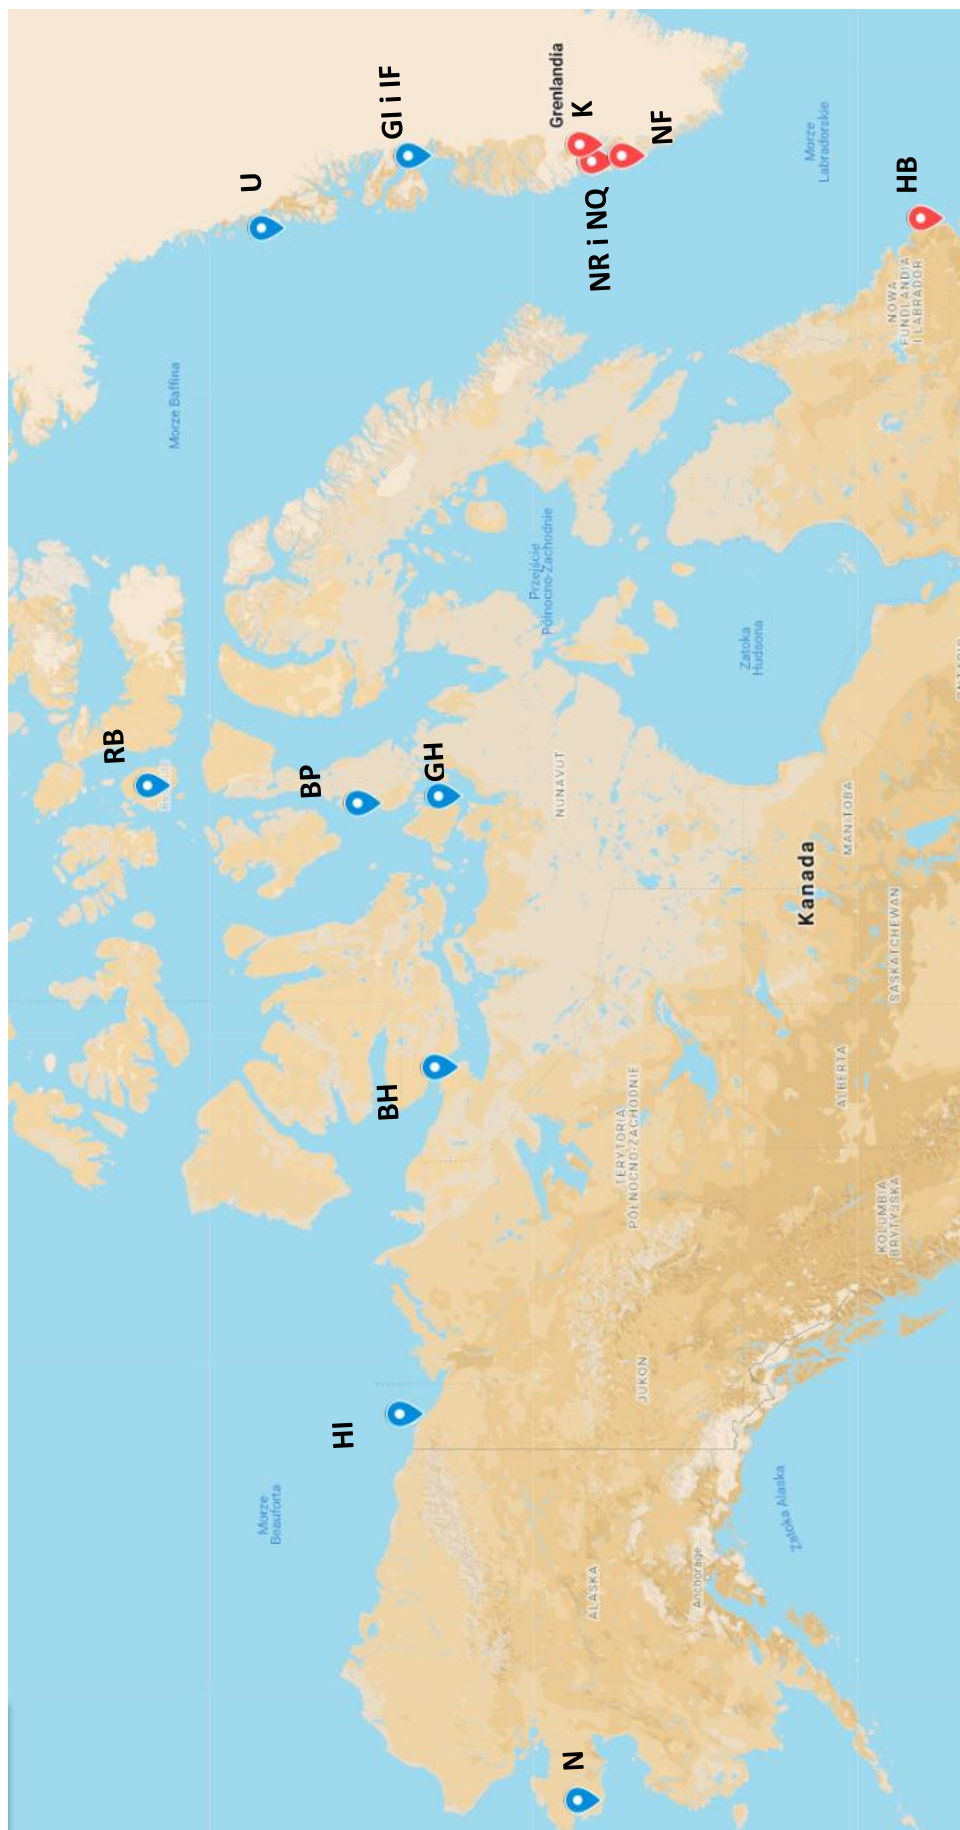 HI
BH
BP
RB
U
GI i IF
K
NR i NQ
NF
HB
GH
N
Grenlandia
Morze
Labradorskie
Morze Baffina
NOWA
FUNDLANDIA
I LABRADOR
Przejście
Północno-Zachodnie
Zatoka
Hudsona
NUNAVUT
MANITOBA
Kanada
SASKATCHEWAN
ALBERTA
TERYTORIA
PÓŁNOCNO-ZACHODNIE
KOLUMBIA
BRYTYJSKA
JUKON
Morze
Beauforta
Zatoka Alaska
Anchorage
ALASKA